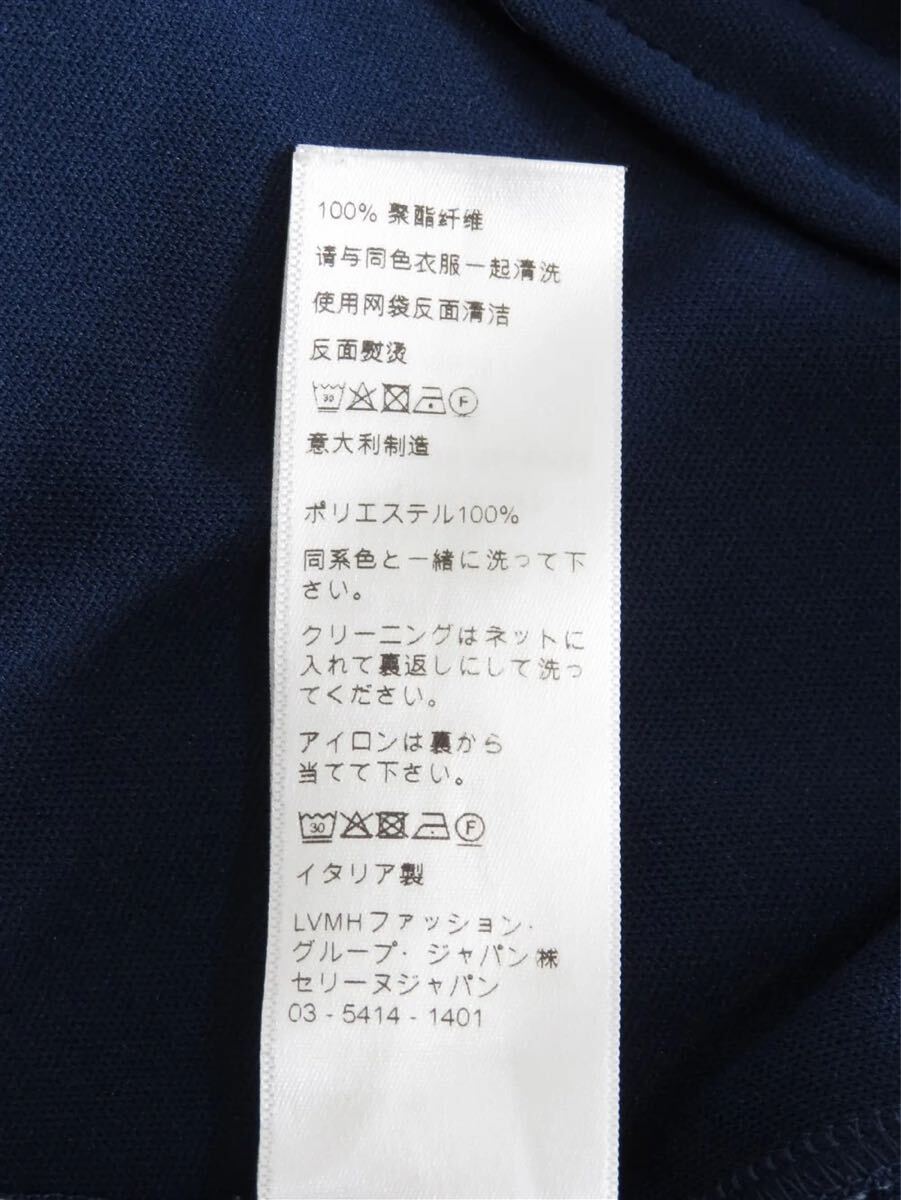 100% 聚酯纤维
请与同色衣服一起清洗
使用网袋反面清洁
反面熨烫
30 F
意大利制造
ポリエステル100%
同系色と一緒に洗って下
さい。
クリーニングはネットに
入れて裏返しにして洗っ
てください。
アイロンは裏から
当てて下さい。
30 F
イタリア製
LVMHファッション・
グループ・ジャパン㈱
セリーヌジャパン
03 - 5414 - 1401